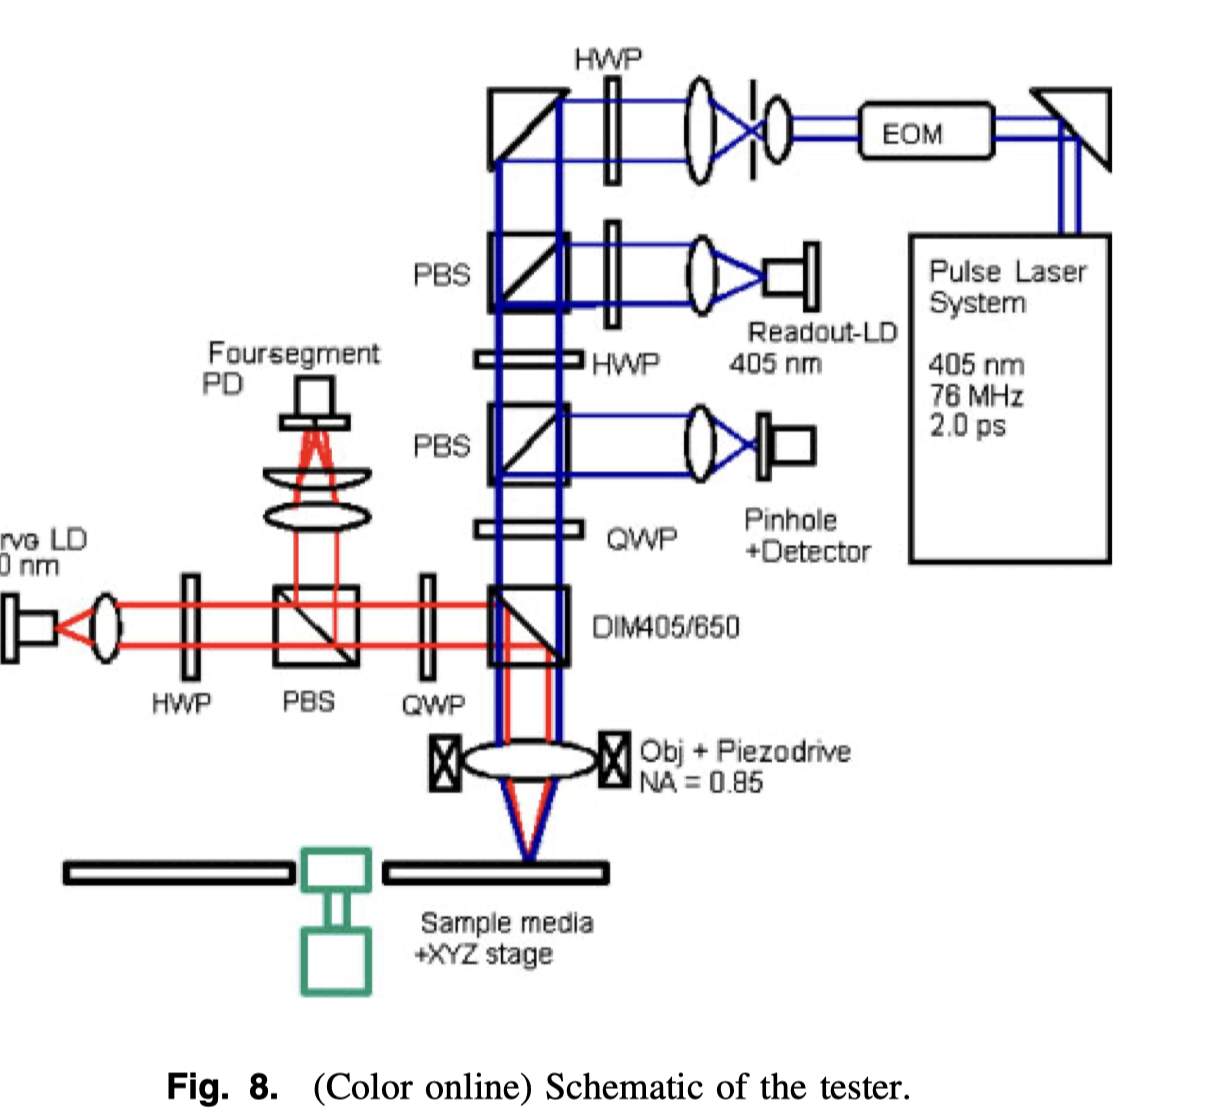 HWP
EOM
PBS
Pulse Laser
System
Readout-LD
405 nm
HWP
405 nm
76 MHz
2.0 ps
Foursegment
PD
PBS
Pinhole
+Detector
QWP
rve LD
0 nm
DIM405/650
HWP
PBS
QWP
Obj + Piezodrive
NA = 0.85
Sample media
+XYZ stage
Fig. 8. (Color online) Schematic of the tester.